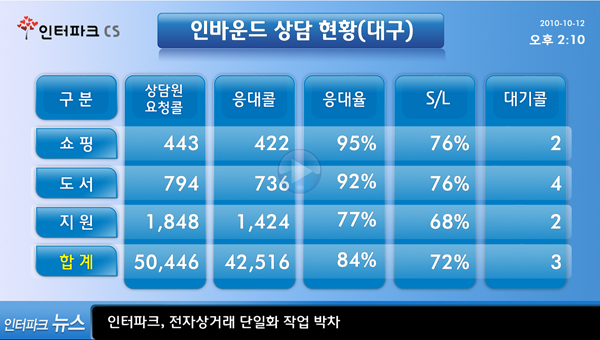 인터파크 CS
인바운드 상담 현황(대구)
2010-10-12
오후 2:10
구 분 상담원 요청콜 응대콜 응대율 S/L 대기콜
쇼 핑 443 422 95% 76% 2
도 서 794 736 92% 76% 4
지 원 1,848 1,424 77% 68% 2
합 계 50,446 42,516 84% 72% 3
인터파크 뉴스 인터파크, 전자상거래 단일화 작업 박차